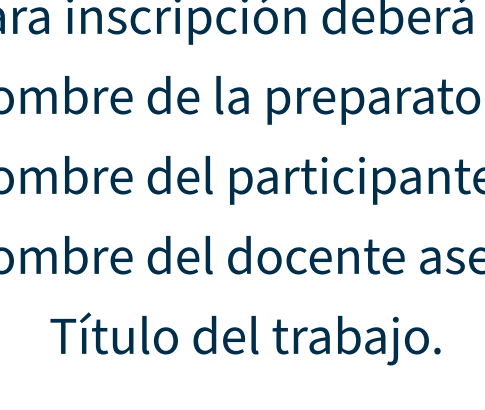 ara inscripción deberá
ombre de la preparato
ombre del participante
ombre del docente ase
Título del trabajo.